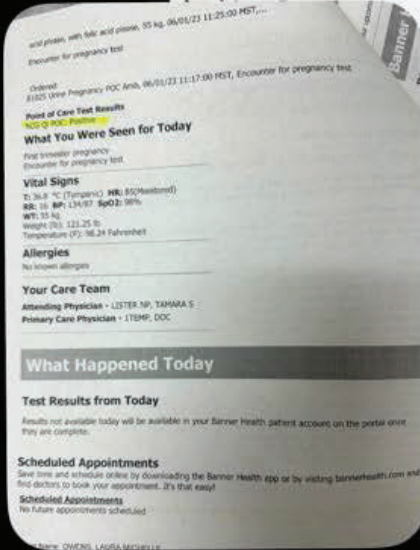 acid private, with folic acid private, 55 kg, 06/01/23 11:25:00 MST,...
Encounter for pregnancy test
Ordered
81025 Urine Pregnancy POC Amb, 06/01/23 11:17:00 MST, Encounter for pregnancy test
Point of Care Test Results
hCG Ql POC: Positive
What You Were Seen for Today
First trimester pregnancy
Encounter for pregnancy test
Vital Signs
T: 36.8 °C (Tympanic) HR: 85(Monitored)
RR: 16 BP: 134/87 SpO2: 98%
WT: 55 kg
Weight (lb): 121.25 lb
Temperature (F): 98.24 Fahrenheit
Allergies
No known allergies
Your Care Team
Attending Physician - LISTER NP, TAMARA S
Primary Care Physician - 1TEMP, DOC
What Happened Today
Test Results from Today
Results not available today will be available in your Banner Health patient account on the portal once
they are complete.
Scheduled Appointments
Save time and schedule online by downloading the Banner Health app or by visiting bannerhealth.com and
find doctors to book your appointment. It's that easy!
Scheduled Appointments
No future appointments scheduled
Name: OWENS, LAURA MICHELLE
Banner